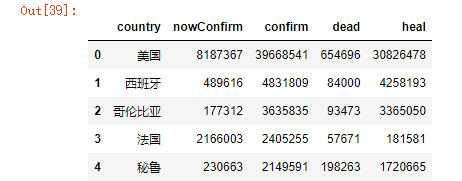 Out[39]:
country nowConfirm confirm dead heal
0 美国 8187367 39668541 654696 30826478
1 西班牙 489616 4831809 84000 4258193
2 哥伦比亚 177312 3635835 93473 3365050
3 法国 2166003 2405255 57671 181581
4 秘鲁 230663 2149591 198263 1720665